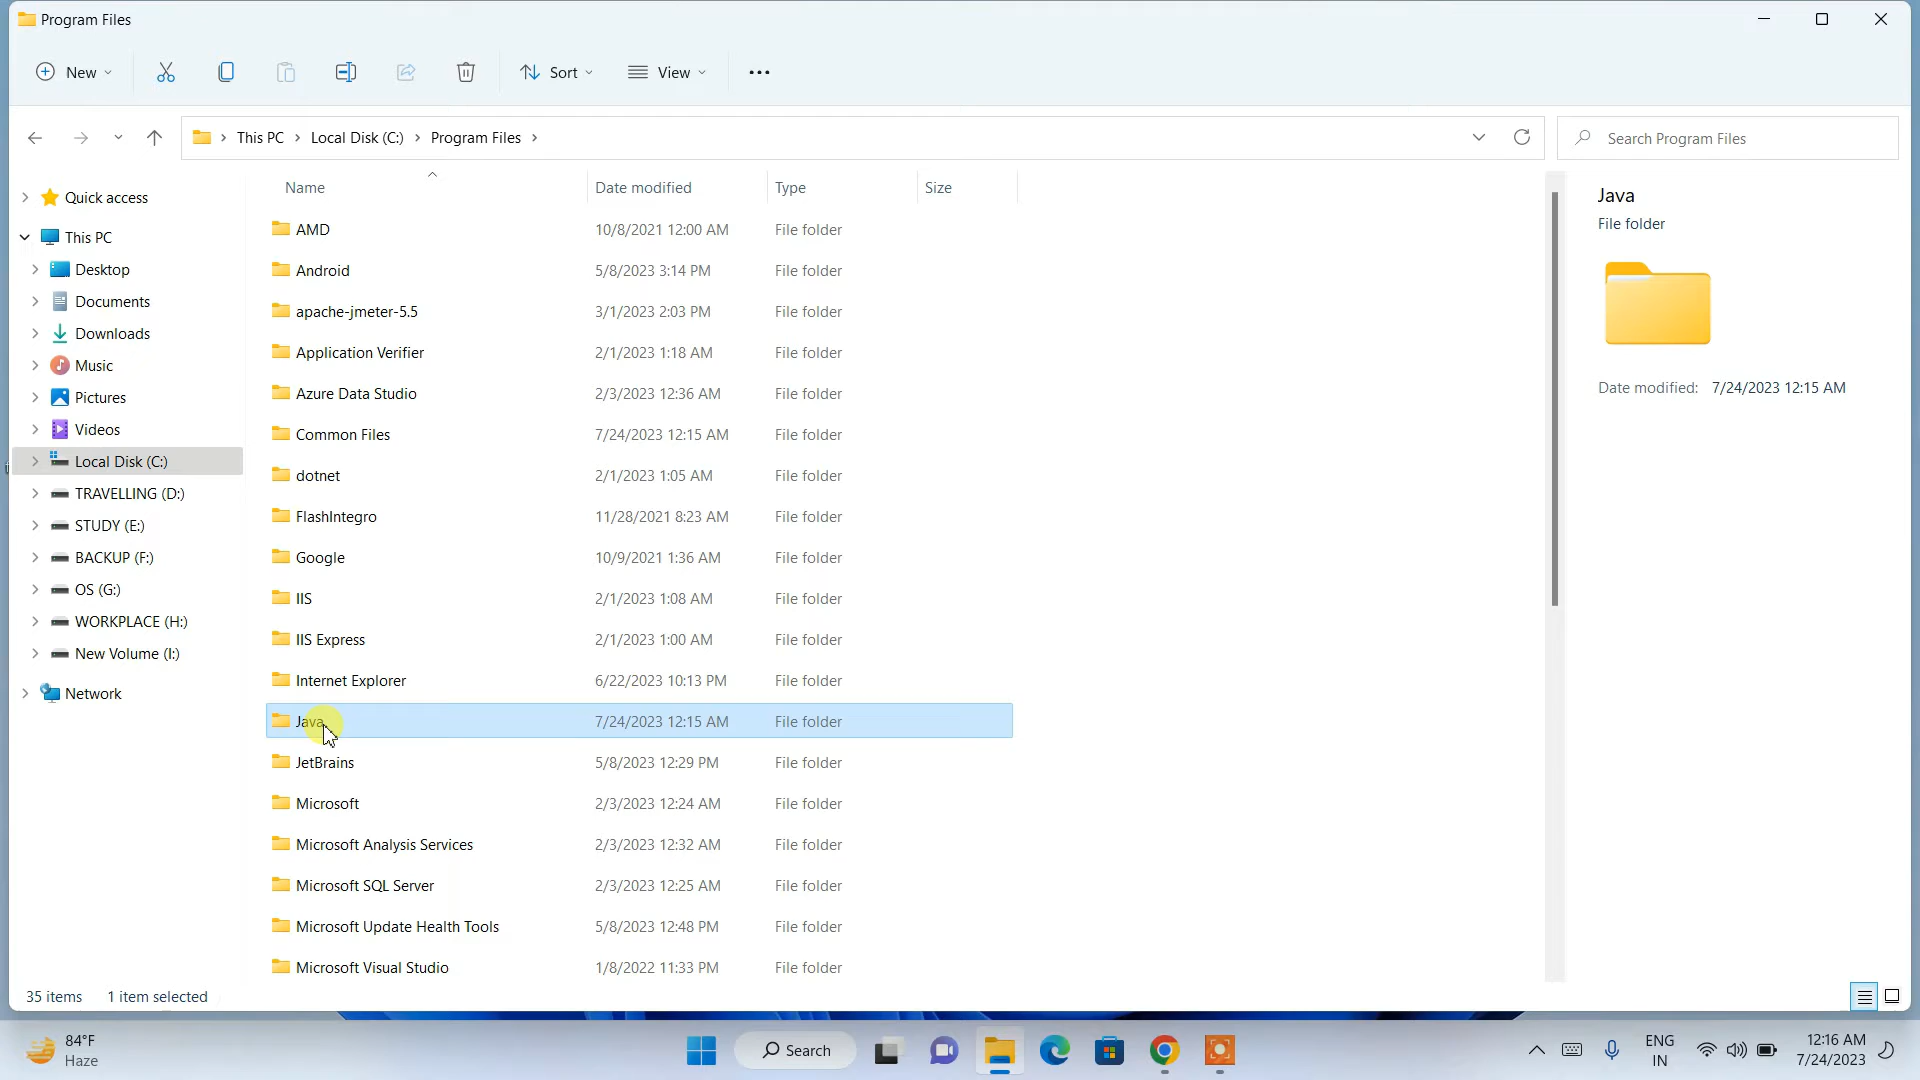 Program Files
New
Sort
View
This PC
Local Disk (C:)
Program Files
Search Program Files
Quick access
This PC
Desktop
Documents
Downloads
Music
Pictures
Videos
Local Disk (C:)
TRAVELLING (D:)
STUDY (E:)
BACKUP (F:)
OS (G:)
WORKPLACE (H:)
New Volume (I:)
Network
Name Date modified Type Size
AMD 10/8/2021 12:00 AM File folder
Android 5/8/2023 3:14 PM File folder
apache-jmeter-5.5 3/1/2023 2:03 PM File folder
Application Verifier 2/1/2023 1:18 AM File folder
Azure Data Studio 2/3/2023 12:36 AM File folder
Common Files 7/24/2023 12:15 AM File folder
dotnet 2/1/2023 1:05 AM File folder
FlashIntegro 11/28/2021 8:23 AM File folder
Google 10/9/2021 1:36 AM File folder
IIS 2/1/2023 1:08 AM File folder
IIS Express 2/1/2023 1:00 AM File folder
Internet Explorer 6/22/2023 10:13 PM File folder
Java 7/24/2023 12:15 AM File folder
JetBrains 5/8/2023 12:29 PM File folder
Microsoft 2/3/2023 12:24 AM File folder
Microsoft Analysis Services 2/3/2023 12:32 AM File folder
Microsoft SQL Server 2/3/2023 12:25 AM File folder
Microsoft Update Health Tools 5/8/2023 12:48 PM File folder
Microsoft Visual Studio 1/8/2022 11:33 PM File folder
Java
File folder
Date modified: 7/24/2023 12:15 AM
35 items 1 item selected
84°F
Haze
Search
ENG
IN
12:16 AM
7/24/2023